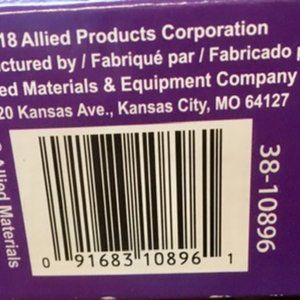 18 Allied Products Corporation
actured by / Fabriqué par / Fabricado p
ed Materials & Equipment Company
20 Kansas Ave., Kansas City, MO 64127
38-10896
Allied Materials
0 91683 10896 1